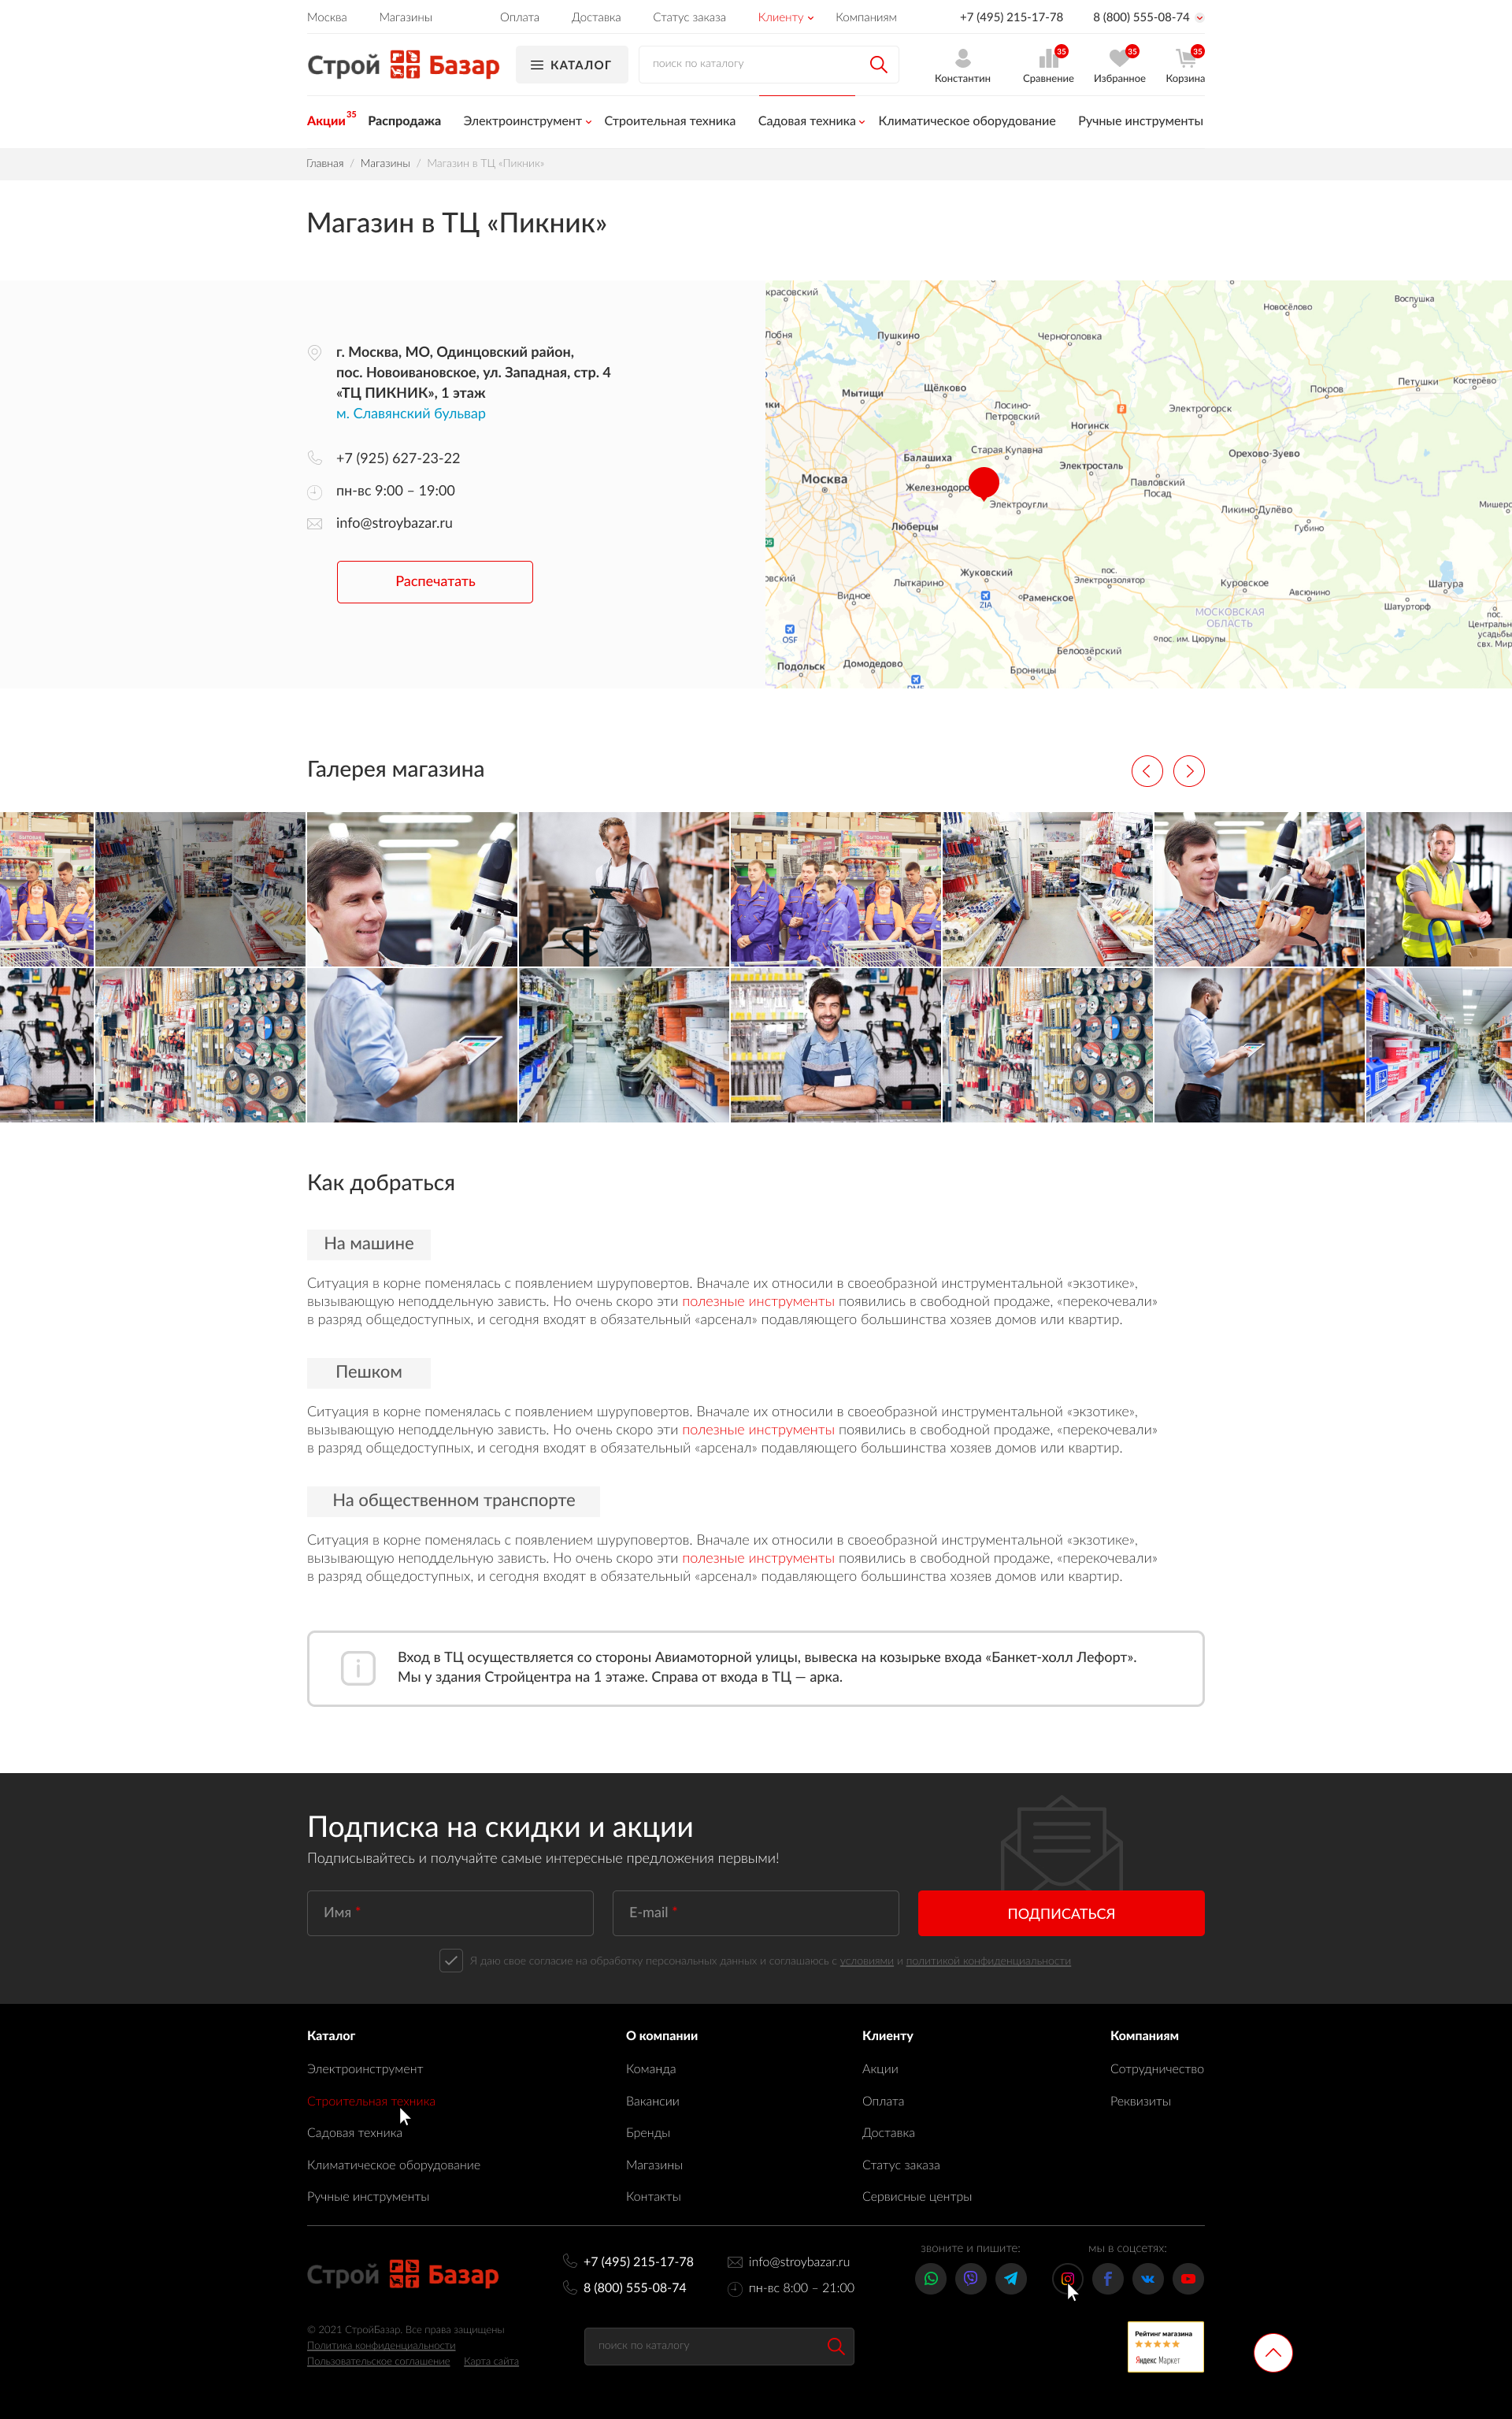 Москва Магазины Оплата Доставка Статус заказа Клиенту Компаниям +7 (495) 215-17-78 8 (800) 555-08-74
Строй Базар КАТАЛОГ поиск по каталогу Константин 35 Сравнение 35 Избранное 35 Корзина
Акции 35 Распродажа Электроинструмент Строительная техника Садовая техника Климатическое оборудование Ручные инструменты
Главная / Магазины / Магазин в ТЦ «Пикник»
Магазин в ТЦ «Пикник»
г. Москва, МО, Одинцовский район,
пос. Новоивановское, ул. Западная, стр. 4
«ТЦ ПИКНИК», 1 этаж
м. Славянский бульвар
+7 (925) 627-23-22
пн-вс 9:00 – 19:00
info@stroybazar.ru
Распечатать
красовский
Воспушка
Новосёлово
Лобня
Пушкино
Черноголовка
Мытищи
Щёлково
Покров
Петушки
Костерёво
Лосино-
Петровский
Электрогорск
Ногинск
Старая Купавна
Балашиха
Электросталь
Орехово-Зуево
Москва
Железнодоро
Павловский
Посад
Электроугли
Ликино-Дулёво
Мишеро
Люберцы
Губино
Жуковский
пос.
Электроизолятор
Лыткарино
Куровское
Шатура
Видное
ZIA
Раменское
Авсюнино
Шатурторф
МОСКОВСКАЯ
ОБЛАСТЬ
пос.
Центральн
усадьбы
свх. Мир
OSF
пос. им. Цюрупы
Белоозёрский
Подольск
Домодедово
Бронницы
Галерея магазина
Как добраться
На машине
Ситуация в корне поменялась с появлением шуруповертов. Вначале их относили в своеобразной инструментальной «экзотике»,
вызывающую неподдельную зависть. Но очень скоро эти полезные инструменты появились в свободной продаже, «перекочевали»
в разряд общедоступных, и сегодня входят в обязательный «арсенал» подавляющего большинства хозяев домов или квартир.
Пешком
Ситуация в корне поменялась с появлением шуруповертов. Вначале их относили в своеобразной инструментальной «экзотике»,
вызывающую неподдельную зависть. Но очень скоро эти полезные инструменты появились в свободной продаже, «перекочевали»
в разряд общедоступных, и сегодня входят в обязательный «арсенал» подавляющего большинства хозяев домов или квартир.
На общественном транспорте
Ситуация в корне поменялась с появлением шуруповертов. Вначале их относили в своеобразной инструментальной «экзотике»,
вызывающую неподдельную зависть. Но очень скоро эти полезные инструменты появились в свободной продаже, «перекочевали»
в разряд общедоступных, и сегодня входят в обязательный «арсенал» подавляющего большинства хозяев домов или квартир.
Вход в ТЦ осуществляется со стороны Авиамоторной улицы, вывеска на козырьке входа «Банкет-холл Лефорт».
Мы у здания Стройцентра на 1 этаже. Справа от входа в ТЦ — арка.
Подписка на скидки и акции
Подписывайтесь и получайте самые интересные предложения первыми!
Имя * E-mail * ПОДПИСАТЬСЯ
Я даю свое согласие на обработку персональных данных и соглашаюсь с условиями и политикой конфиденциальности
Каталог О компании Клиенту Компаниям
Электроинструмент Команда Акции Сотрудничество
Строительная техника Вакансии Оплата Реквизиты
Садовая техника Бренды Доставка
Климатическое оборудование Магазины Статус заказа
Ручные инструменты Контакты Сервисные центры
звоните и пишите: мы в соцсетях:
Строй Базар
+7 (495) 215-17-78 info@stroybazar.ru
8 (800) 555-08-74 пн-вс 8:00 – 21:00
© 2021 СтройБазар. Все права защищены
Политика конфиденциальности
Пользовательское соглашение Карта сайта
поиск по каталогу
Рейтинг магазина
Яндекс Маркет